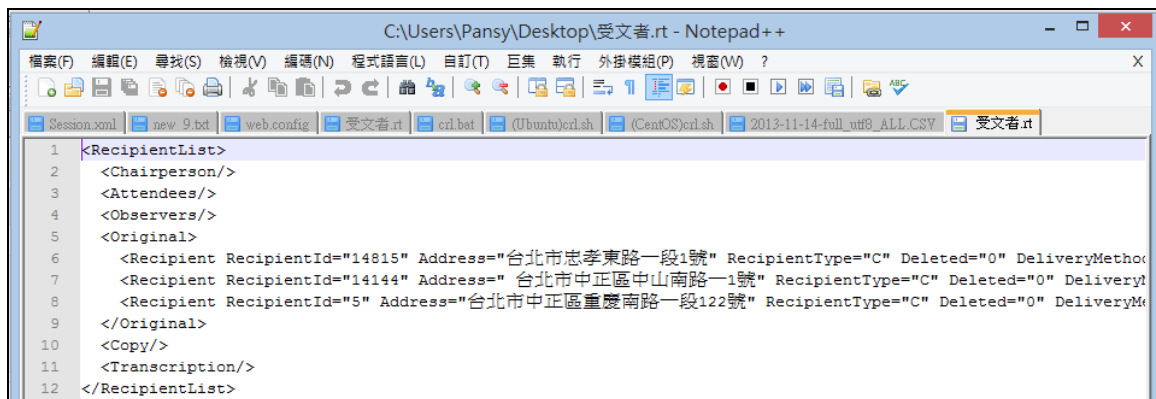 C:\Users\Pansy\Desktop\受文者.rt - Notepad++
檔案(F) 編輯(E) 尋找(S) 檢視(V) 編碼(N) 程式語言(L) 自訂(T) 巨集 執行 外掛模組(P) 視窗(W) ? X
Session.xml new 9.txt web.config 受文者.rt crl.bat (Ubuntu)crl.sh (CentOS)crl.sh 2013-11-14-full_utf8_ALL.CSV 受文者.rt
1 <RecipientList>
2 <Chairperson/>
3 <Attendees/>
4 <Observers/>
5 <Original>
6 <Recipient RecipientId="14815" Address="台北市忠孝東路一段1號" RecipientType="C" Deleted="0" DeliveryMethod
7 <Recipient RecipientId="14144" Address=" 台北市中正區中山南路一1號" RecipientType="C" Deleted="0" Delivery
8 <Recipient RecipientId="5" Address="台北市中正區重慶南路一段122號" RecipientType="C" Deleted="0" DeliveryMe
9 </Original>
10 <Copy/>
11 <Transcription/>
12 </RecipientList>